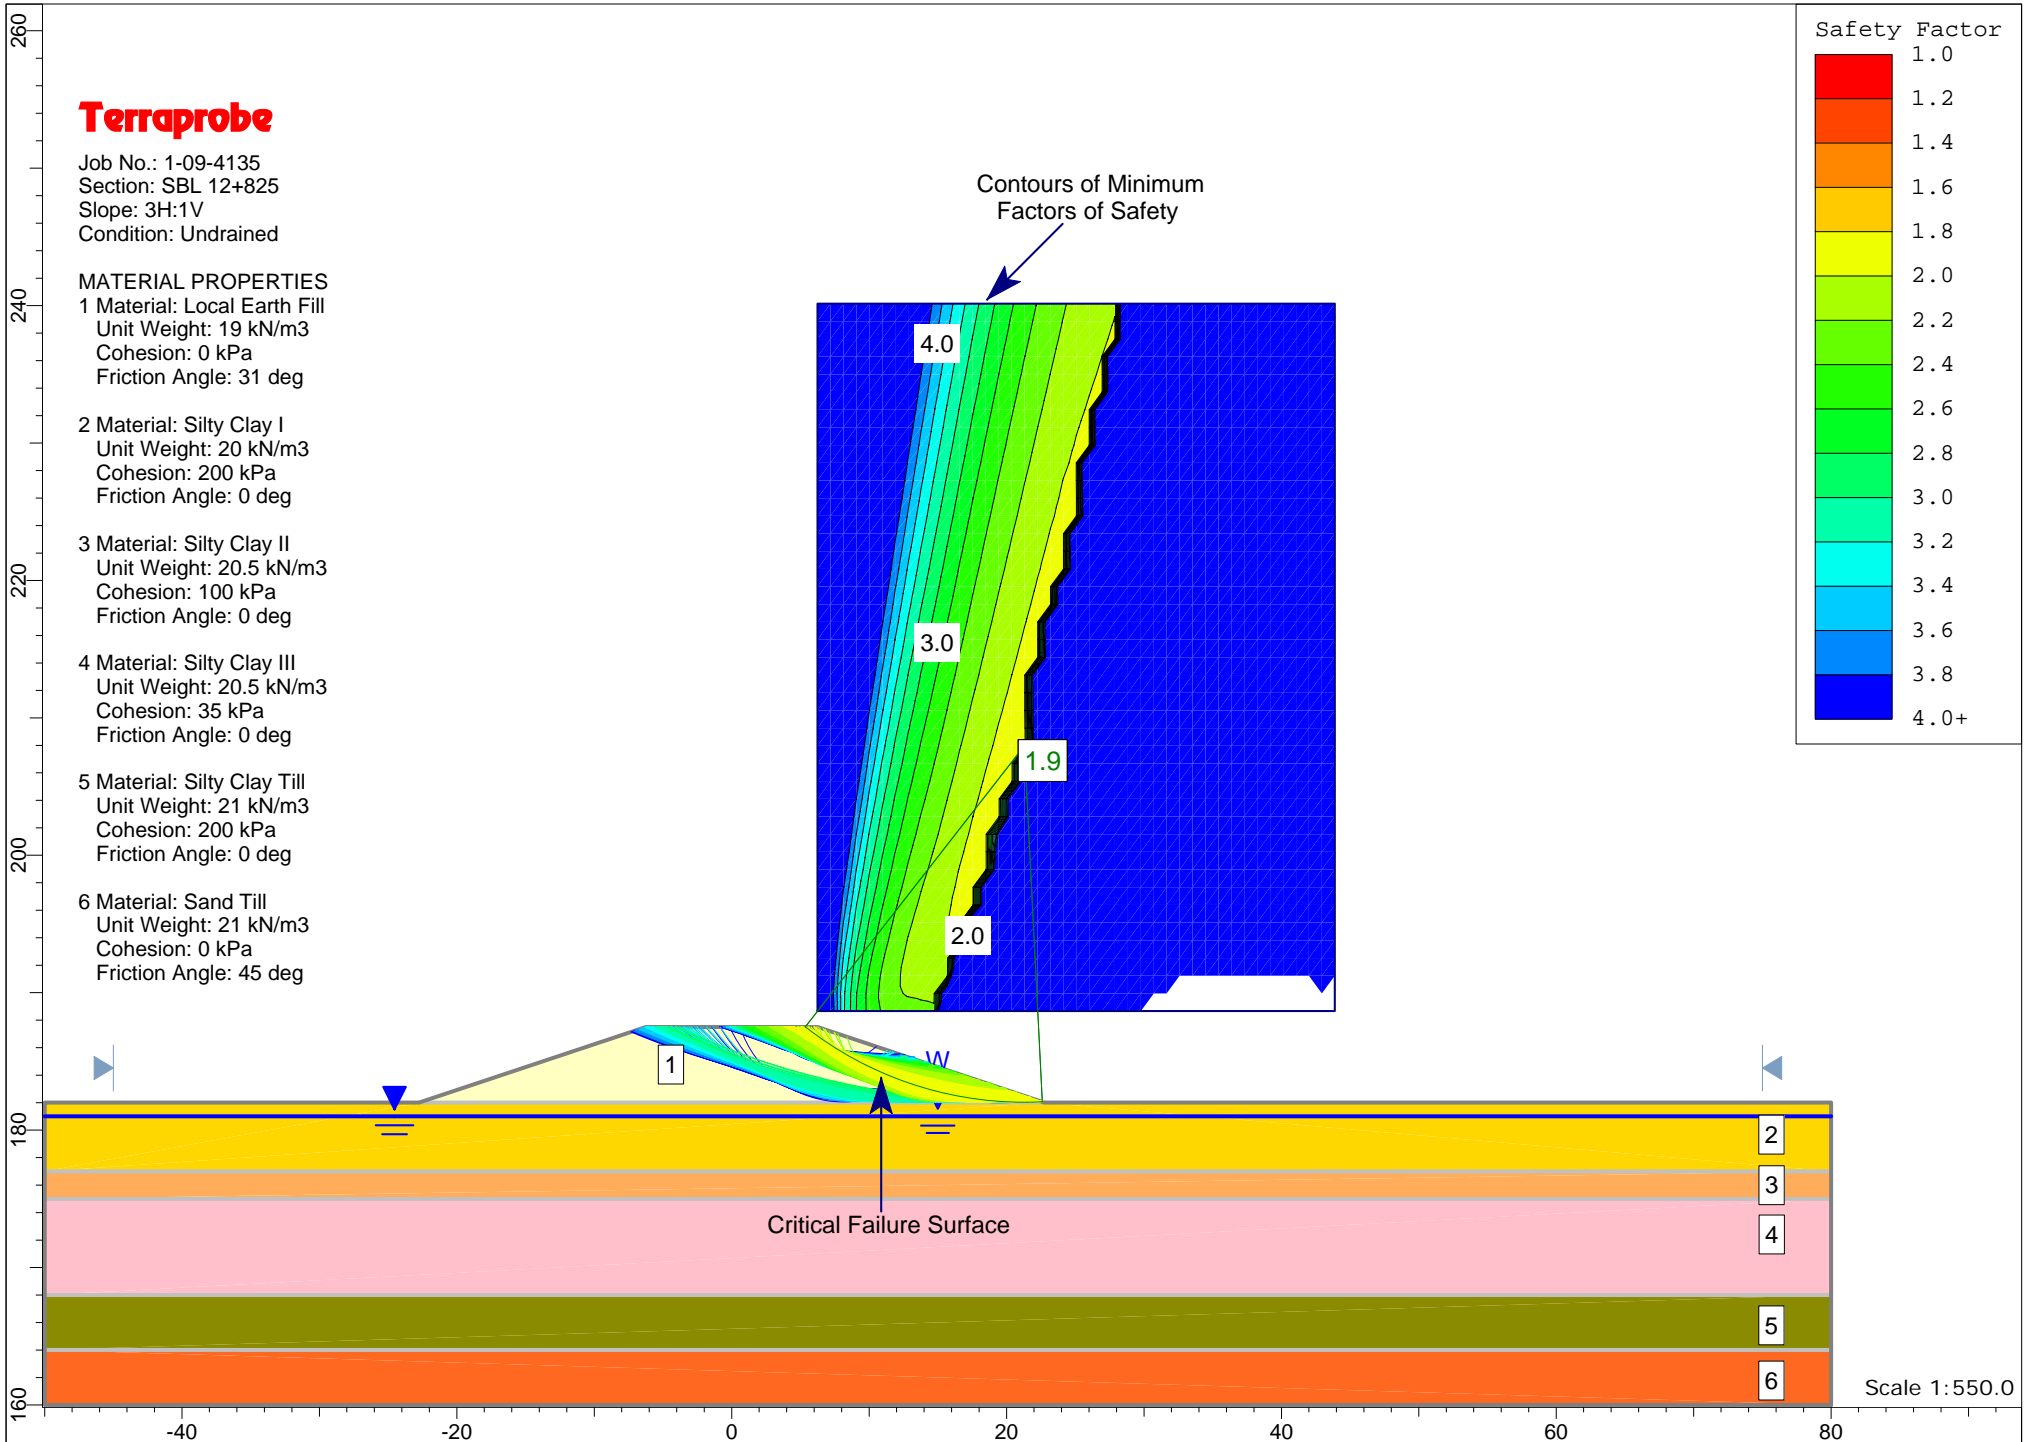 Terraprobe
Job No.: 1-09-4135
Section: SBL 12+825
Slope: 3H:1V
Condition: Undrained
MATERIAL PROPERTIES
1 Material: Local Earth Fill
Unit Weight: 19 kN/m3
Cohesion: 0 kPa
Friction Angle: 31 deg
2 Material: Silty Clay I
Unit Weight: 20 kN/m3
Cohesion: 200 kPa
Friction Angle: 0 deg
3 Material: Silty Clay II
Unit Weight: 20.5 kN/m3
Cohesion: 100 kPa
Friction Angle: 0 deg
4 Material: Silty Clay III
Unit Weight: 20.5 kN/m3
Cohesion: 35 kPa
Friction Angle: 0 deg
5 Material: Silty Clay Till
Unit Weight: 21 kN/m3
Cohesion: 200 kPa
Friction Angle: 0 deg
6 Material: Sand Till
Unit Weight: 21 kN/m3
Cohesion: 0 kPa
Friction Angle: 45 deg
Contours of Minimum
Factors of Safety
4.0
3.0
1.9
2.0
W
1
2
3
4
5
6
Critical Failure Surface
Safety Factor
1.0
1.2
1.4
1.6
1.8
2.0
2.2
2.4
2.6
2.8
3.0
3.2
3.4
3.6
3.8
4.0+
Scale 1:550.0
260
240
220
200
180
160
-40
-20
0
20
40
60
80